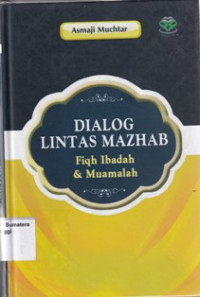 Asmaji Muchtar
DIALOG
LINTAS MAZHAB
Fiqh Ibadah
& Muamalah
Sumatera